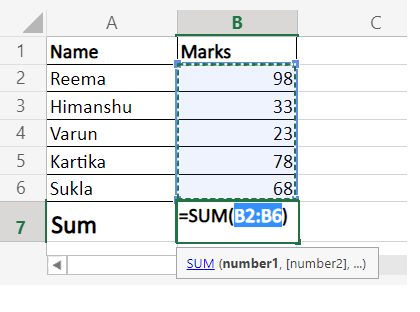 A B C
1 Name Marks
2 Reema 98
3 Himanshu 33
4 Varun 23
5 Kartika 78
6 Sukla 68
7 Sum =SUM(B2:B6)
SUM (number1, [number2], ...)